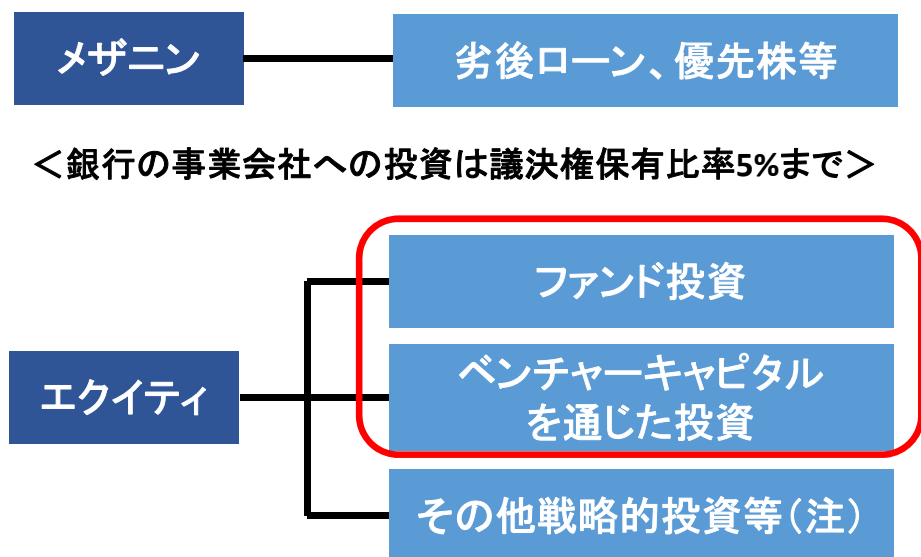 メザニン
劣後ローン、優先株等
＜銀行の事業会社への投資は議決権保有比率5%まで＞
ファンド投資
エクイティ
ベンチャーキャピタル
を通じた投資
その他戦略的投資等（注）